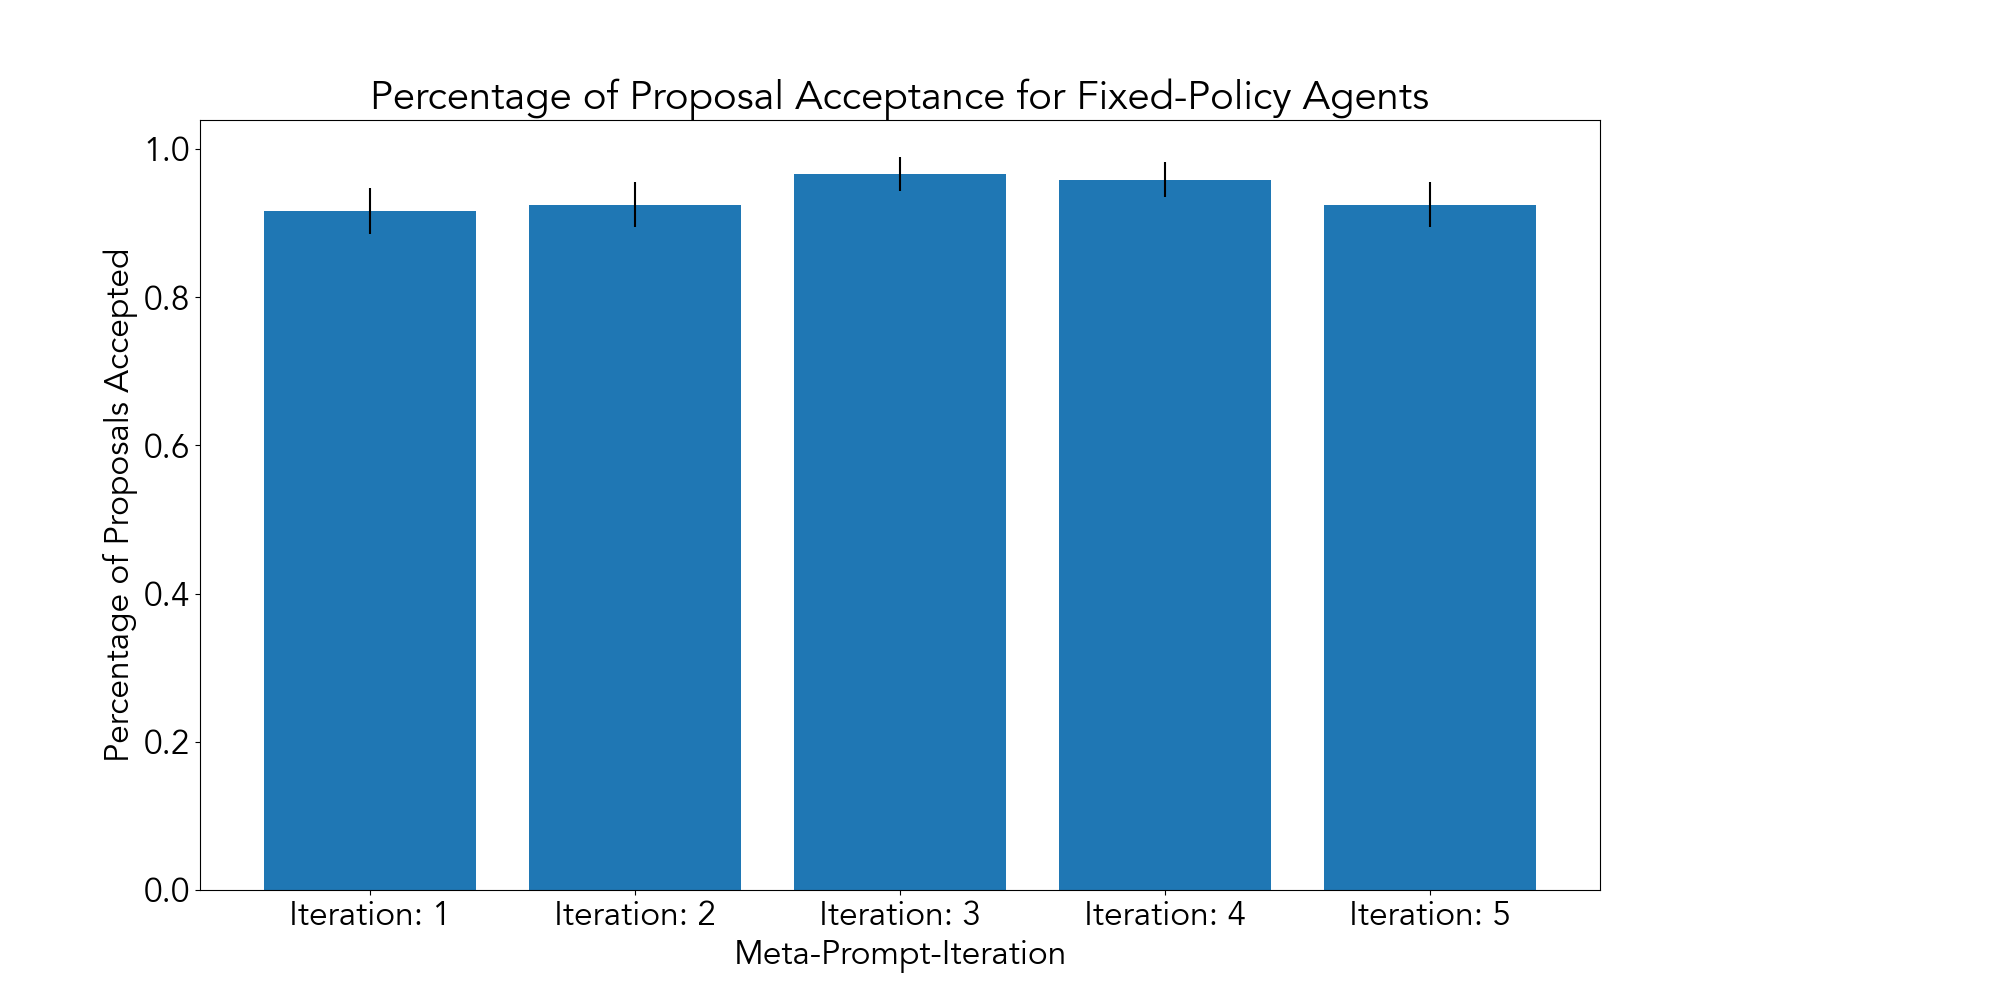 Percentage of Proposal Acceptance for Fixed-Policy Agents
Percentage of Proposals Accepted
1.0
0.8
0.6
0.4
0.2
0.0
Iteration: 1
Iteration: 2
Iteration: 3
Iteration: 4
Iteration: 5
Meta-Prompt-Iteration